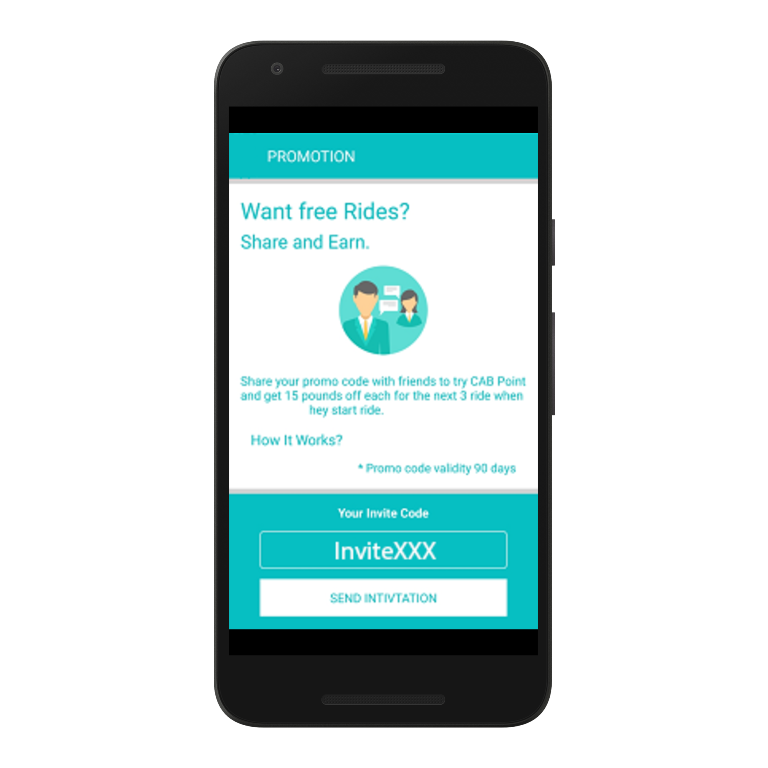 PROMOTION
Want free Rides?
Share and Earn.
Share your promo code with friends to try CAB Point
and get 15 pounds off each for the next 3 ride when
hey start ride.
How It Works?
* Promo code validity 90 days
Your Invite Code
InviteXXX
SEND INTIVTATION